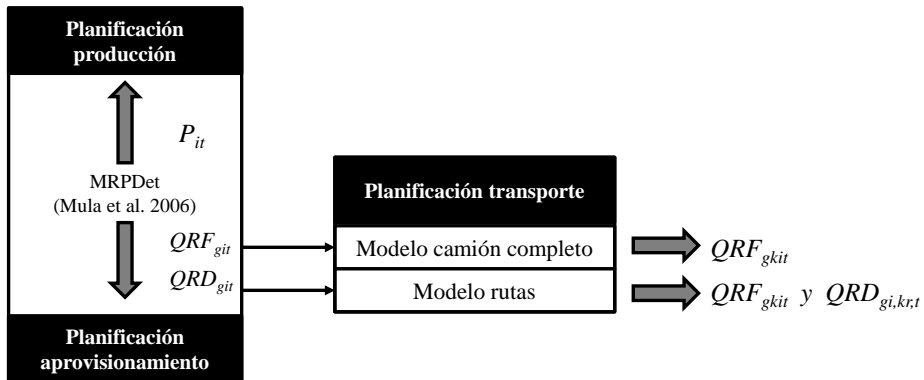 Planificación
producción
P_it
MRPDet
(Mula et al. 2006)
QRF_git
QRD_git
Planificación
aprovisionamiento
Planificación transporte
Modelo camión completo
Modelo rutas
QRF_gkit
QRF_gkit y QRD_gi,kr,t